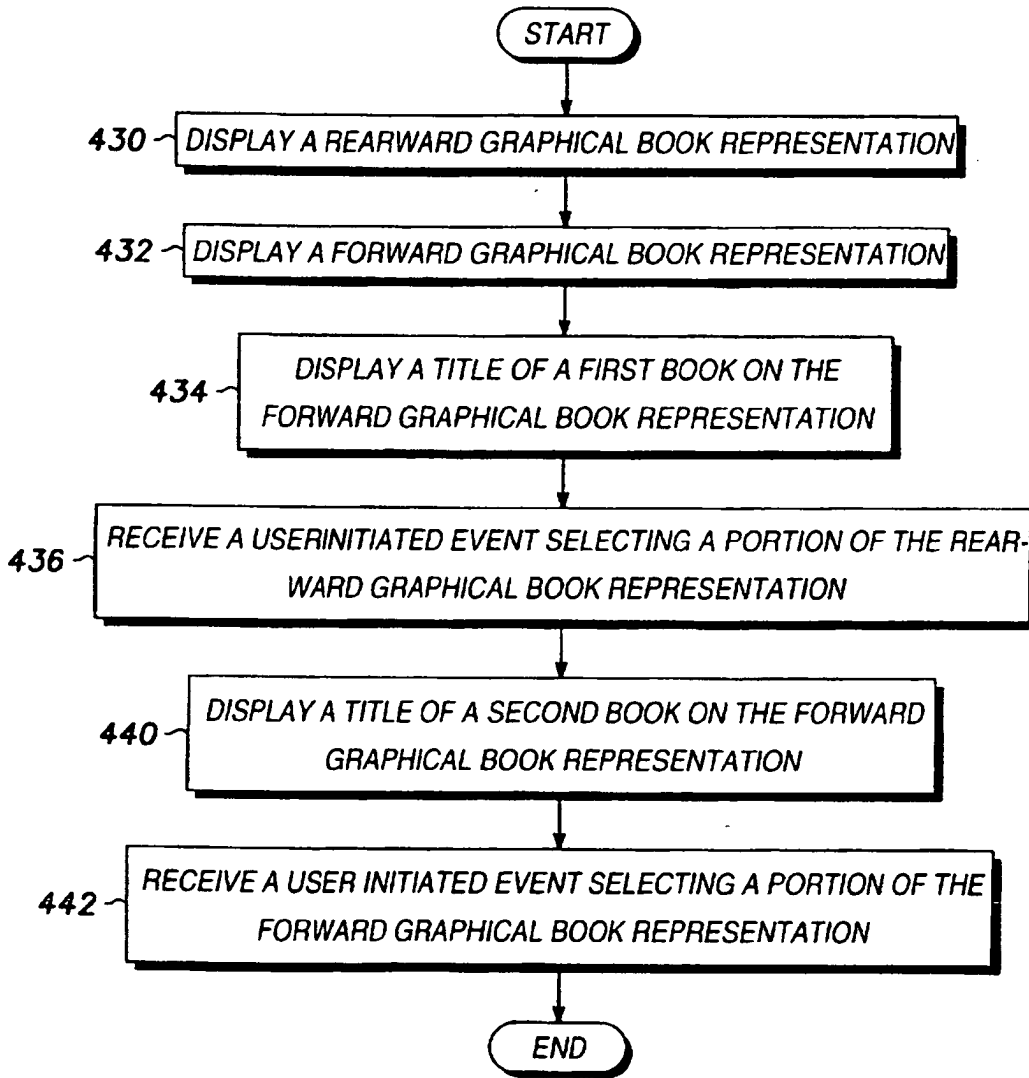 START
430 DISPLAY A REARWARD GRAPHICAL BOOK REPRESENTATION
432 DISPLAY A FORWARD GRAPHICAL BOOK REPRESENTATION
434 DISPLAY A TITLE OF A FIRST BOOK ON THE
FORWARD GRAPHICAL BOOK REPRESENTATION
436 RECEIVE A USERINITIATED EVENT SELECTING A PORTION OF THE REAR-
WARD GRAPHICAL BOOK REPRESENTATION
440 DISPLAY A TITLE OF A SECOND BOOK ON THE FORWARD
GRAPHICAL BOOK REPRESENTATION
442 RECEIVE A USER INITIATED EVENT SELECTING A PORTION OF THE
FORWARD GRAPHICAL BOOK REPRESENTATION
END